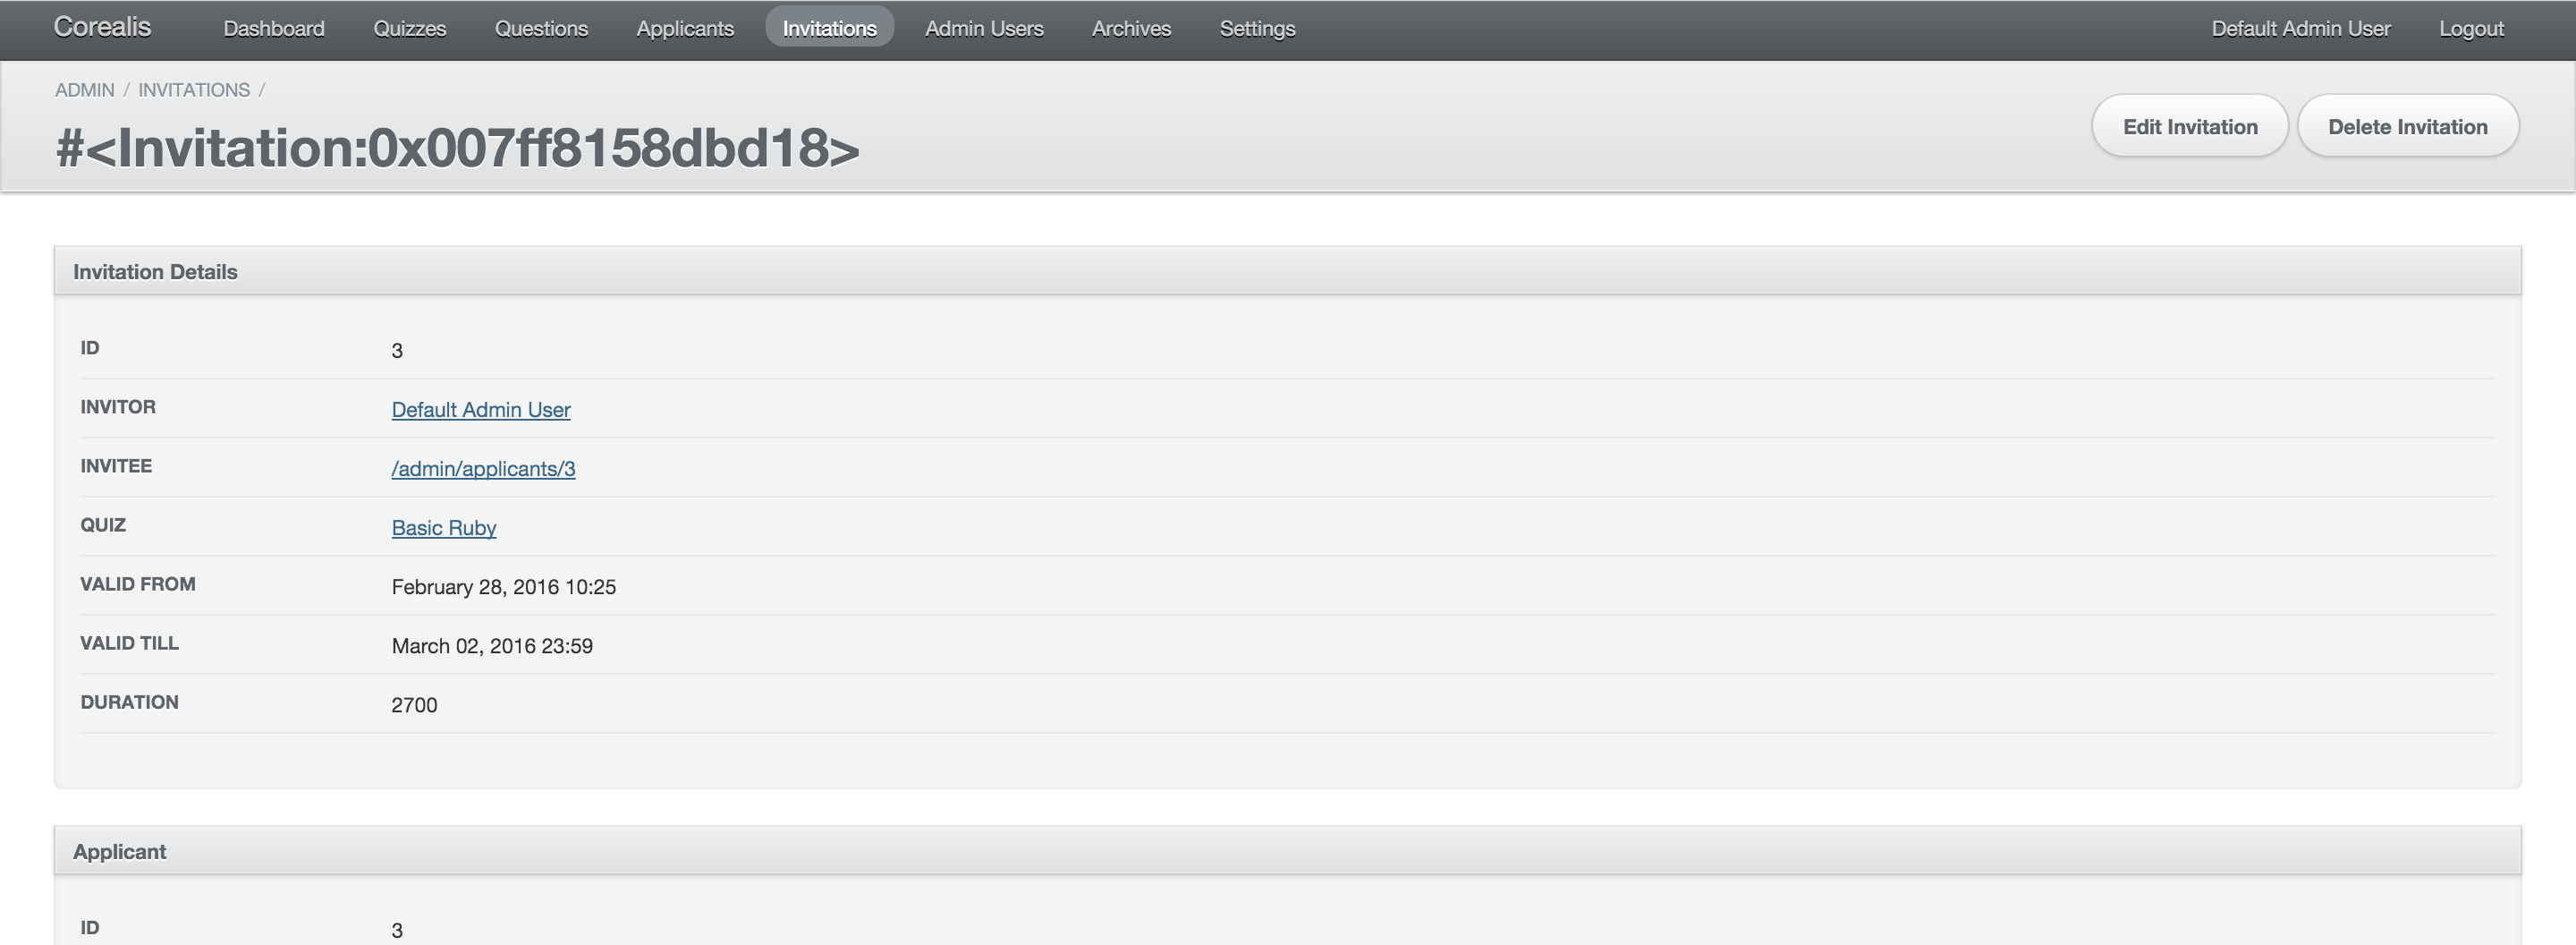 Corealis Dashboard Quizzes Questions Applicants Invitations Admin Users Archives Settings Default Admin User Logout
ADMIN / INVITATIONS /
#<Invitation:0x007ff8158dbd18>
Edit Invitation Delete Invitation
Invitation Details
ID 3
INVITOR Default Admin User
INVITEE /admin/applicants/3
QUIZ Basic Ruby
VALID FROM February 28, 2016 10:25
VALID TILL March 02, 2016 23:59
DURATION 2700
Applicant
ID 3